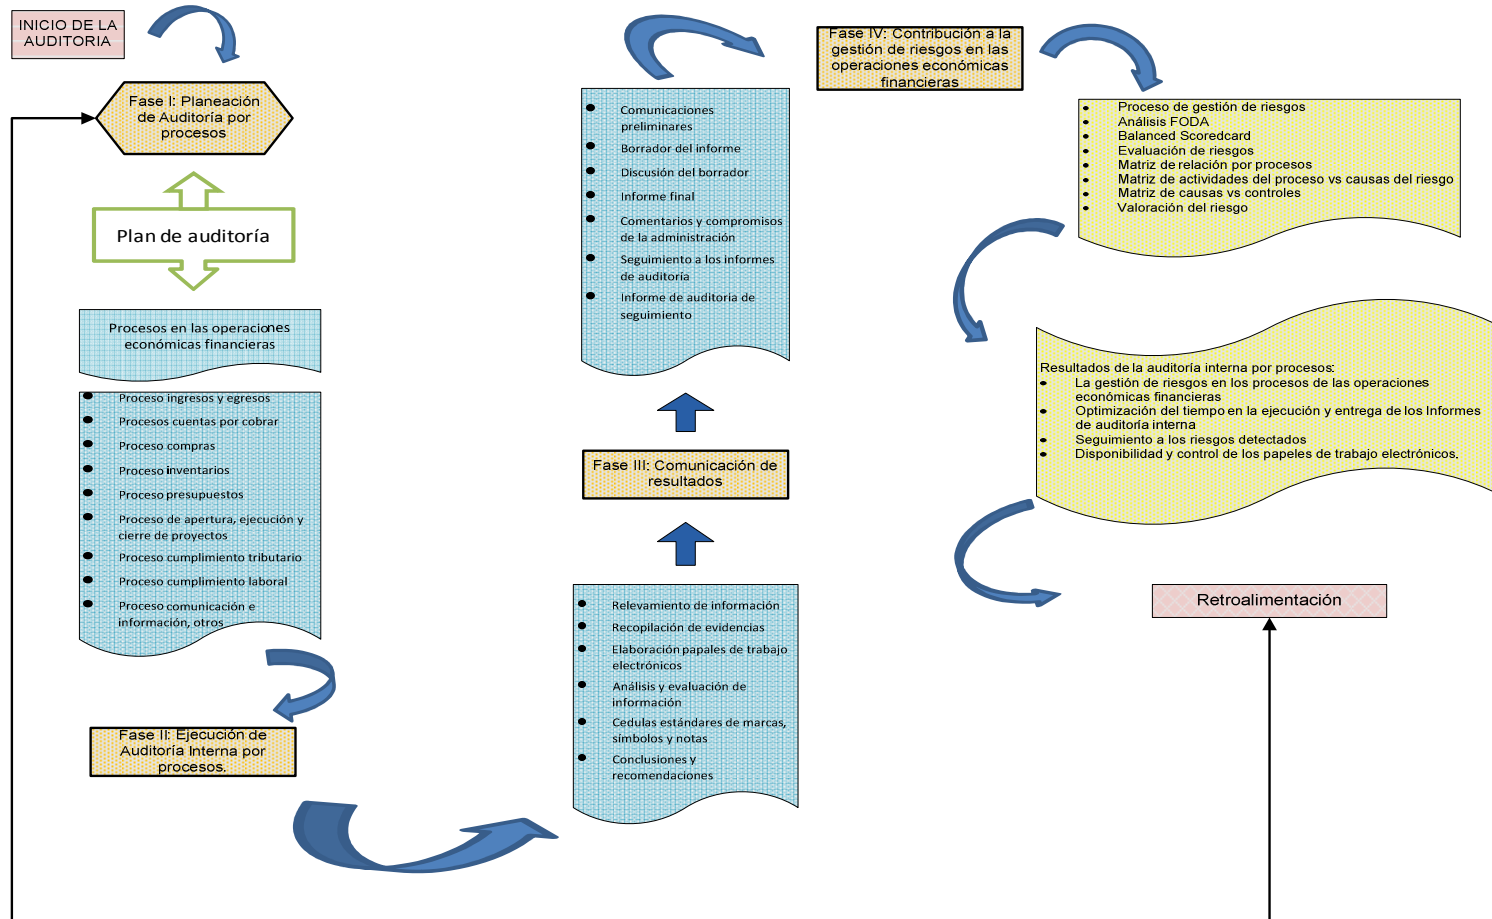 INICIO DE LA
AUDITORIA
Fase I: Planeación
de Auditoría por
procesos
Plan de auditoría
Procesos en las operaciones
económicas financieras
• Proceso ingresos y egresos
• Procesos cuentas por cobrar
• Proceso compras
• Proceso inventarios
• Proceso presupuestos
• Proceso de apertura, ejecución y
cierre de proyectos
• Proceso cumplimiento tributario
• Proceso cumplimiento laboral
• Proceso comunicación e
información, otros
Fase II: Ejecución de
Auditoría Interna por
procesos.
• Relevamiento de información
• Recopilación de evidencias
• Elaboración papales de trabajo
electrónicos
• Análisis y evaluación de
información
• Cedulas estándares de marcas,
símbolos y notas
• Conclusiones y
recomendaciones
Fase III: Comunicación de
resultados
• Comunicaciones
preliminares
• Borrador del informe
• Discusión del borrador
• Informe final
• Comentarios y compromisos
de la administración
• Seguimiento a los informes
de auditoría
• Informe de auditoria de
seguimiento
Fase IV: Contribución a la
gestión de riesgos en las
operaciones económicas
financieras
• Proceso de gestión de riesgos
• Análisis FODA
• Balanced Scoredcard
• Evaluación de riesgos
• Matriz de relación por procesos
• Matriz de actividades del proceso vs causas del riesgo
• Matriz de causas vs controles
• Valoración del riesgo
Resultados de la auditoría interna por procesos:
• La gestión de riesgos en los procesos de las operaciones
económicas financieras
• Optimización del tiempo en la ejecución y entrega de los Informes
de auditoría interna
• Seguimiento a los riesgos detectados
• Disponibilidad y control de los papeles de trabajo electrónicos.
Retroalimentación